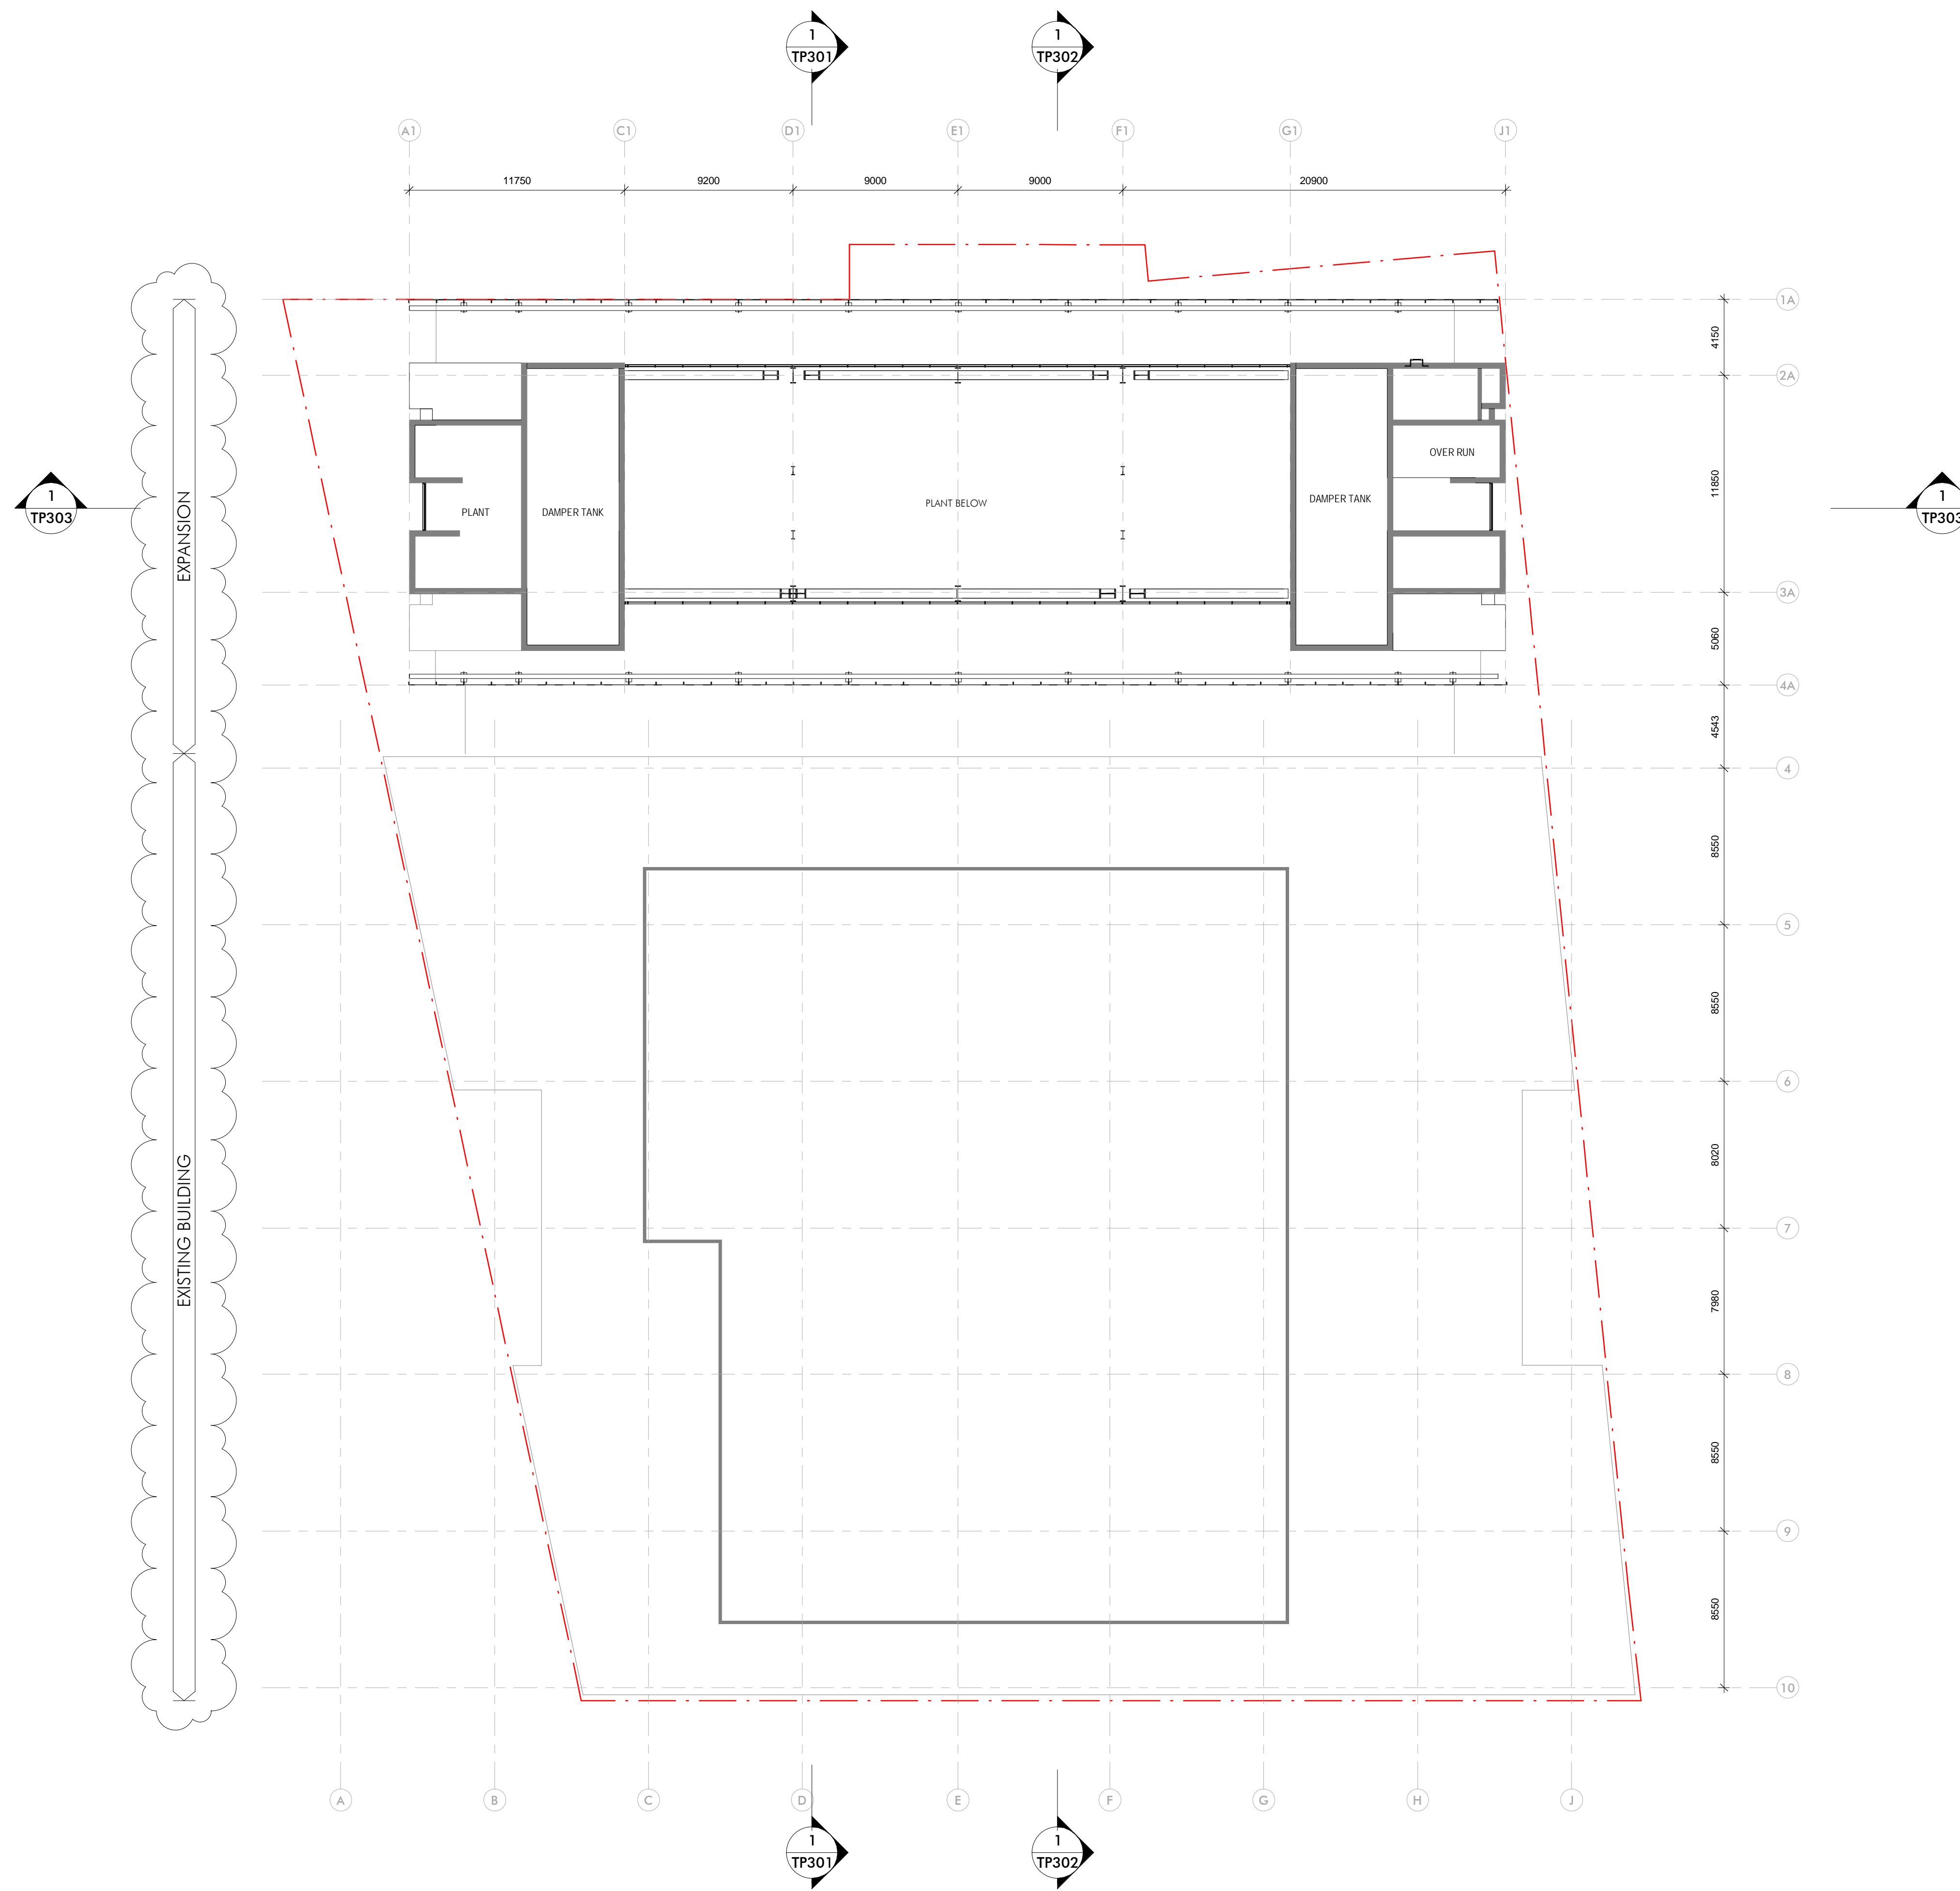 1
TP301
1
TP302
A1
C1
D1
E1
F1
G1
J1
11750
9200
9000
9000
20900
1A
4150
2A
OVER RUN
11850
EXPANSION
1
TP303
PLANT
DAMPER TANK
PLANT BELOW
DAMPER TANK
1
TP303
3A
5060
4A
4543
4
8550
5
8550
6
8020
EXISTING BUILDING
7
7980
8
8550
9
8550
10
A
B
C
D
E
F
G
H
J
1
TP301
1
TP302